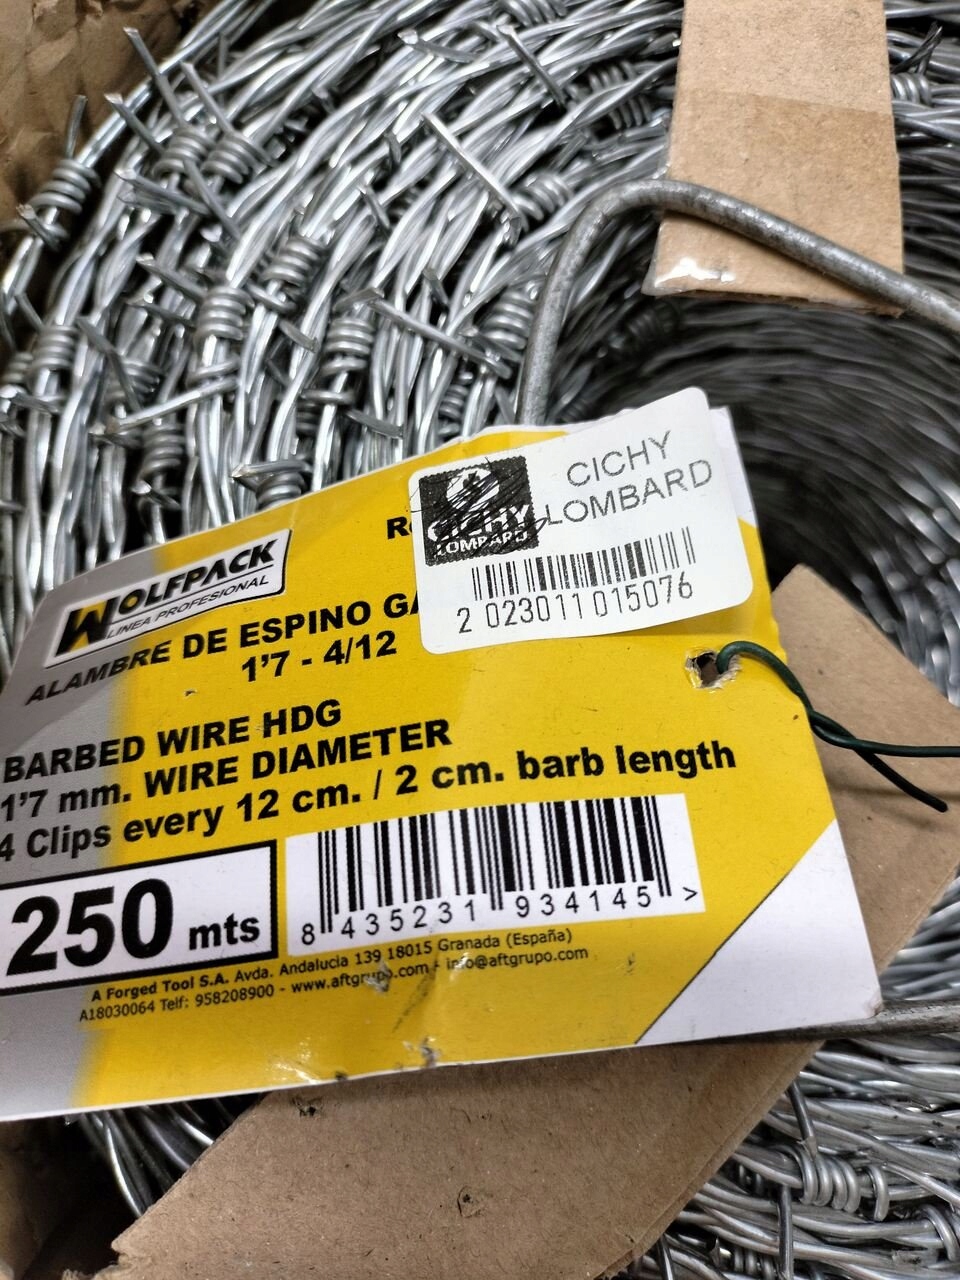 CICHY
LOMBARD
CICHY
LOMBARD
2 023011 015076
WOLFPACK
LINEA PROFESIONAL
ALAMBRE DE ESPINO
1'7 - 4/12
BARBED WIRE HDG
1'7 mm. WIRE DIAMETER
4 Clips every 12 cm. / 2 cm. barb length
250 mts
8 435231 934145 >
A Forged Tool S.A. Avda. Andalucia 139 18015 Granada (España)
A18030064 Telf: 958208900 - www.aftgrupo.com - info@aftgrupo.com